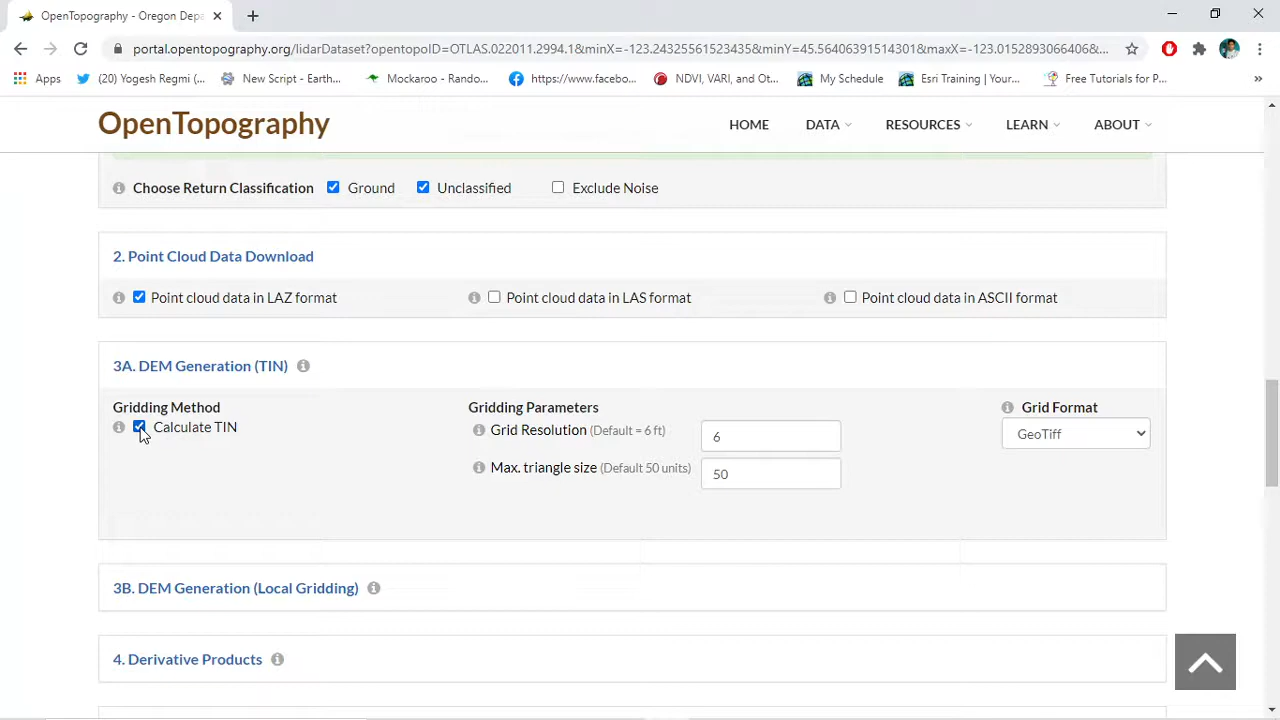 OpenTopography - Oregon Depa
portal.opentopography.org/lidarDataset?opentopoID=OTLAS.022011.2994.1&minX=-123.2432556152343​5&minY=45.56406391514301&maxX=-123.0152893066406&...
Apps (20) Yogesh Regmi (... New Script - Earth... Mockaroo - Rando... https://www.facebo... NDVI, VARI, and Ot... My Schedule Esri Training | Your... Free Tutorials for P... »
OpenTopography
HOME DATA RESOURCES LEARN ABOUT
Choose Return Classification Ground Unclassified Exclude Noise
2. Point Cloud Data Download
Point cloud data in LAZ format Point cloud data in LAS format Point cloud data in ASCII format
3A. DEM Generation (TIN)
Gridding Method Gridding Parameters Grid Format
Calculate TIN Grid Resolution (Default = 6 ft) 6 GeoTiff
Max. triangle size (Default 50 units) 50
3B. DEM Generation (Local Gridding)
4. Derivative Products